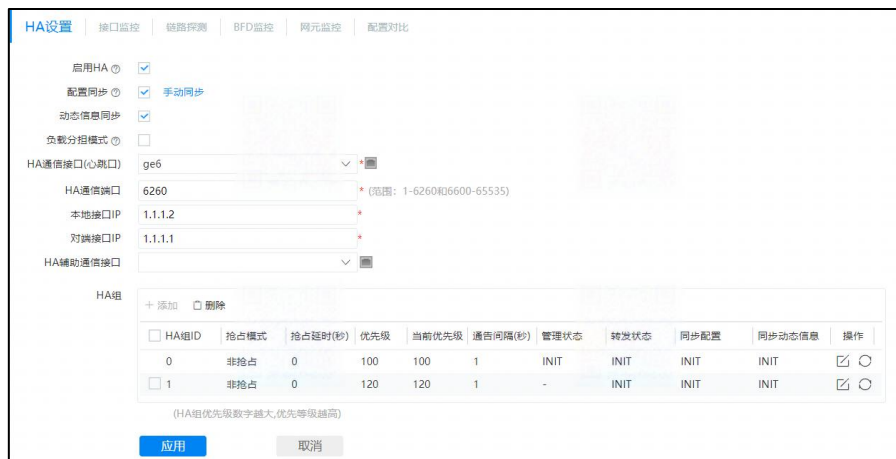 HA设置 接口监控 链路探测 BFD监控 网元监控 配置对比
启用HA
配置同步 手动同步
动态信息同步
负载分担模式
HA通信接口(心跳口) ge6 *
HA通信端口 6260 * (范围：1-6260和6600-65535)
本地接口IP 1.1.1.2 *
对端接口IP 1.1.1.1 *
HA辅助通信接口
HA组
+ 添加 删除
HA组ID 抢占模式 抢占延时(秒) 优先级 当前优先级 通告间隔(秒) 管理状态 转发状态 同步配置 同步动态信息 操作
0 非抢占 0 100 100 1 INIT INIT INIT INIT
1 非抢占 0 120 120 1 - INIT INIT INIT
(HA组优先级数字越大,优先等级越高)
应用 取消